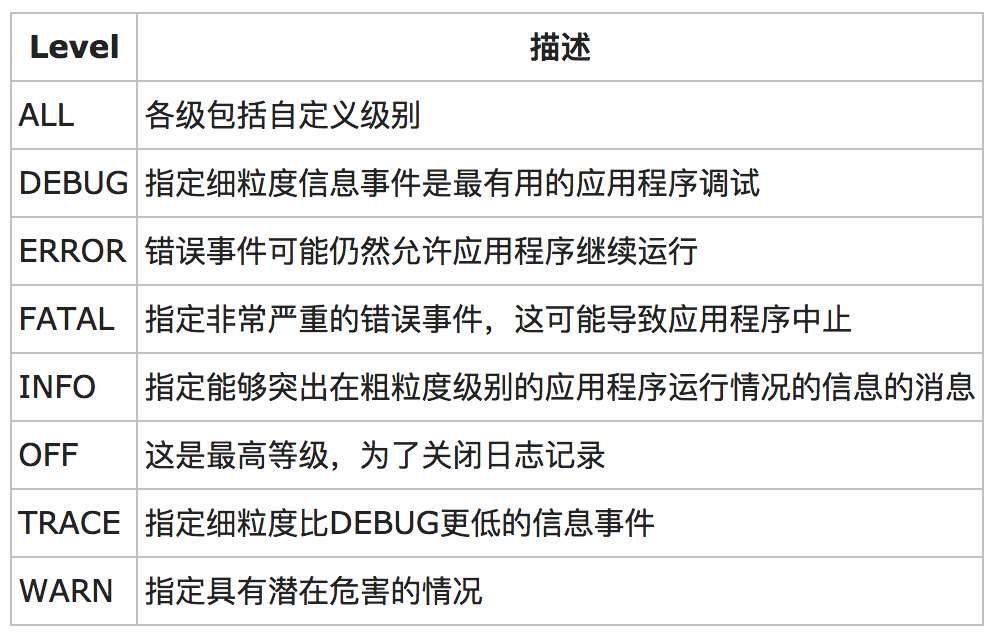 Level 描述
ALL 各级包括自定义级别
DEBUG 指定细粒度信息事件是最有用的应用程序调试
ERROR 错误事件可能仍然允许应用程序继续运行
FATAL 指定非常严重的错误事件，这可能导致应用程序中止
INFO 指定能够突出在粗粒度级别的应用程序运行情况的信息的消息
OFF 这是最高等级，为了关闭日志记录
TRACE 指定细粒度比DEBUG更低的信息事件
WARN 指定具有潜在危害的情况